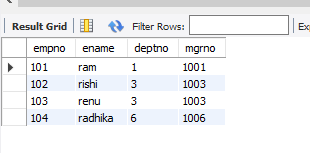 Result Grid Filter Rows:
empno ename deptno mgrno
101 ram 1 1001
102 rishi 3 1003
103 renu 3 1003
104 radhika 6 1006